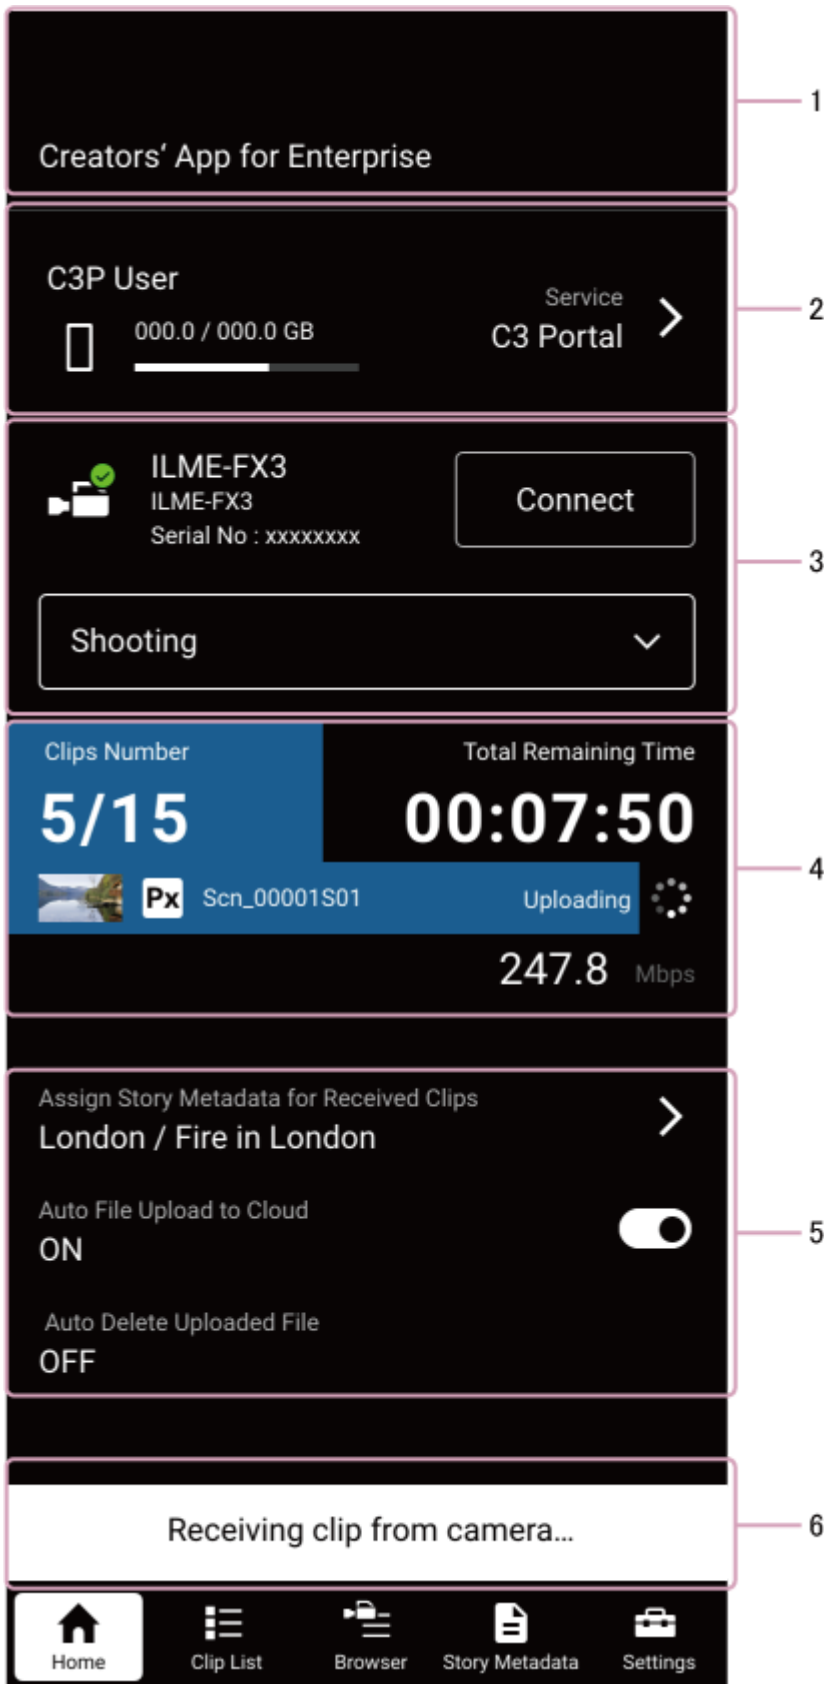 1
Creators‘ App for Enterprise
C3P User
000.0 / 000.0 GB
Service
C3 Portal
2
ILME-FX3
ILME-FX3
Serial No : xxxxxxxx
Connect
3
Shooting
Clips Number
Total Remaining Time
5/15
00:07:50
4
Px
Scn_00001S01
Uploading
247.8 Mbps
Assign Story Metadata for Received Clips
London / Fire in London
Auto File Upload to Cloud
ON
5
Auto Delete Uploaded File
OFF
Receiving clip from camera...
6
Home
Clip List
Browser
Story Metadata
Settings